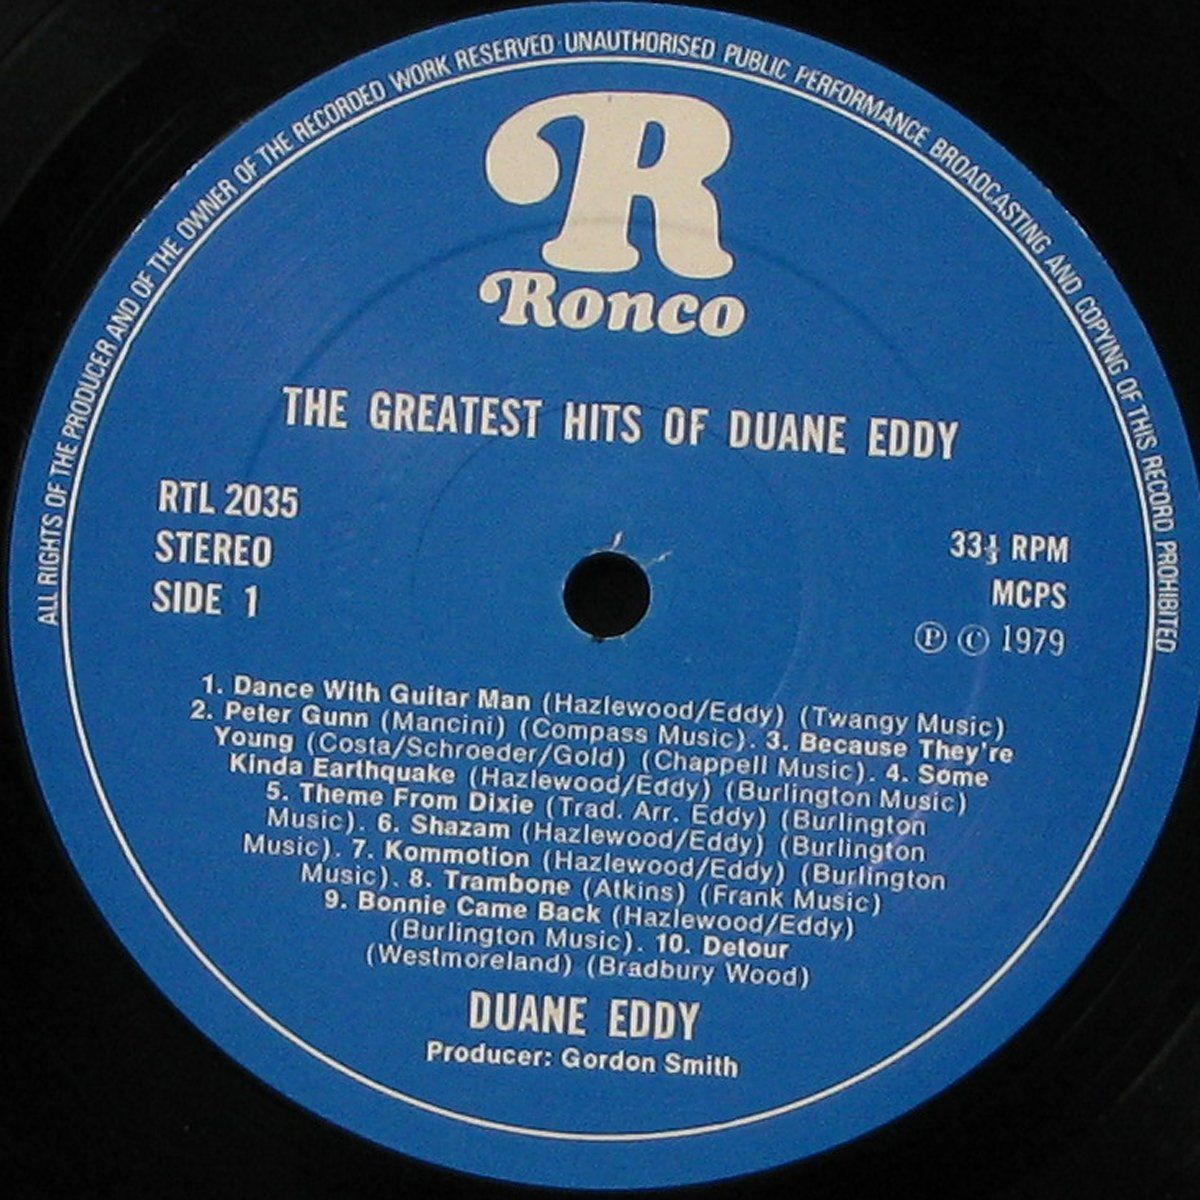 ALL RIGHTS OF THE PRODUCER AND OF THE OWNER OF THE RECORDED WORK RESERVED · UNAUTHORISED PUBLIC PERFORMANCE BROADCASTING AND COPYING OF THIS RECORD PROHIBITED
R
Ronco
THE GREATEST HITS OF DUANE EDDY
RTL 2035
STEREO
SIDE 1
33⅓ RPM
MCPS
Ⓟ © 1979
1. Dance With Guitar Man (Hazlewood/Eddy) (Twangy Music)
2. Peter Gunn (Mancini) (Compass Music). 3. Because They're
Young (Costa/Schroeder/Gold) (Chappell Music). 4. Some
Kinda Earthquake (Hazlewood/Eddy) (Burlington Music)
5. Theme From Dixie (Trad. Arr. Eddy) (Burlington
Music). 6. Shazam (Hazlewood/Eddy) (Burlington
Music). 7. Kommotion (Hazlewood/Eddy) (Burlington
Music). 8. Trambone (Atkins) (Frank Music)
9. Bonnie Came Back (Hazlewood/Eddy)
(Burlington Music). 10. Detour
(Westmoreland) (Bradbury Wood)
DUANE EDDY
Producer: Gordon Smith